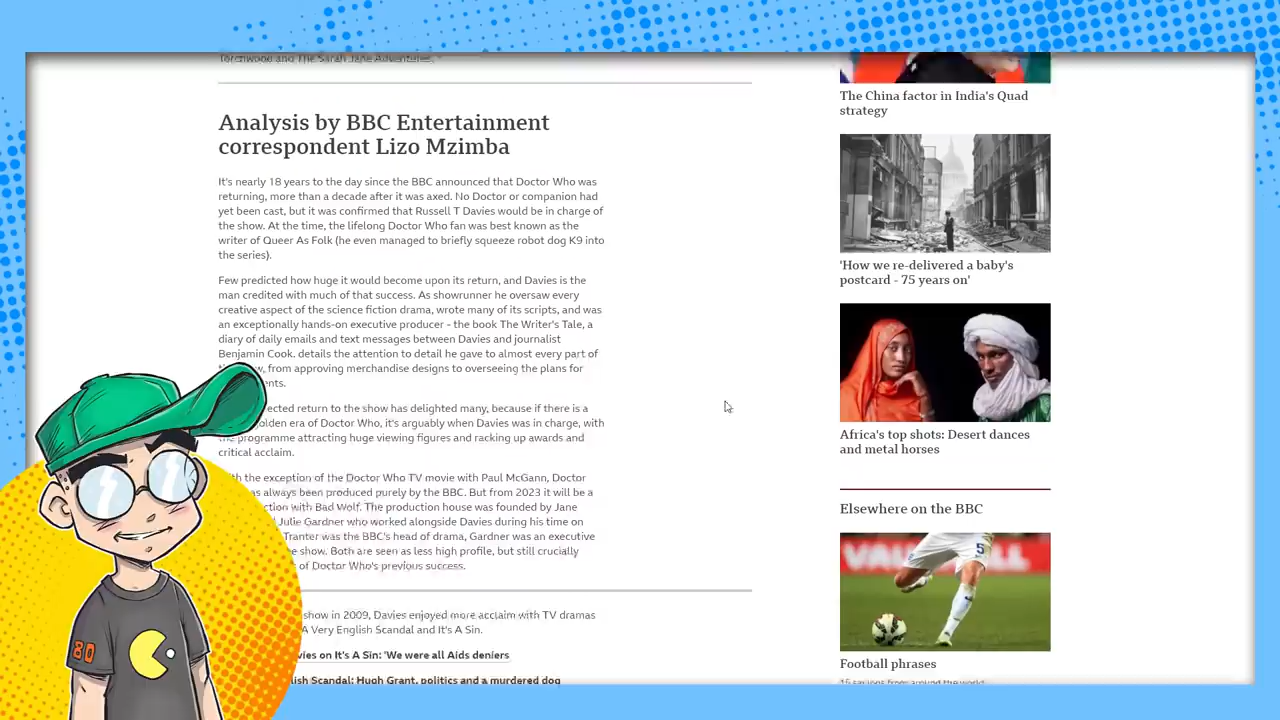 Torchwood and The Sarah Jane Adventures.
Analysis by BBC Entertainment
correspondent Lizo Mzimba
It's nearly 18 years to the day since the BBC announced that Doctor Who was
returning, more than a decade after it was axed. No Doctor or companion had
yet been cast, but it was confirmed that Russell T Davies would be in charge of
the show. At the time, the lifelong Doctor Who fan was best known as the
writer of Queer As Folk (he even managed to briefly squeeze robot dog K9 into
the series).
Few predicted how huge it would become upon its return, and Davies is the
man credited with much of that success. As showrunner he oversaw every
creative aspect of the science fiction drama, wrote many of its scripts, and was
an exceptionally hands-on executive producer - the book The Writer's Tale, a
diary of daily emails and text messages between Davies and journalist
Benjamin Cook, details the attention to detail he gave to almost every part of
from approving merchandise designs to overseeing the plans for
return to the show has delighted many, because if there is a
golden era of Doctor Who, it's arguably when Davies was in charge, with
the programme attracting huge viewing figures and racking up awards and
critical acclaim.
the exception of the Doctor Who TV movie with Paul McGann, Doctor
always been produced purely by the BBC. But from 2023 it will be a
with Bad Wolf. The production house was founded by Jane
Julie Gardner who worked alongside Davies during his time on
Tranter was the BBC's head of drama, Gardner was an executive
show. Both are seen as less high profile, but still crucially
of Doctor Who's previous success.
show in 2009, Davies enjoyed more acclaim with TV dramas
A Very English Scandal and It's A Sin.
on It's A Sin: 'We were all Aids deniers
Scandal: Hugh Grant, politics and a murdered dog
80
The China factor in India's Quad
strategy
'How we re-delivered a baby's
postcard - 75 years on'
Africa's top shots: Desert dances
and metal horses
Elsewhere on the BBC
VAUXHALL
5
Football phrases
15 sayings from around the world